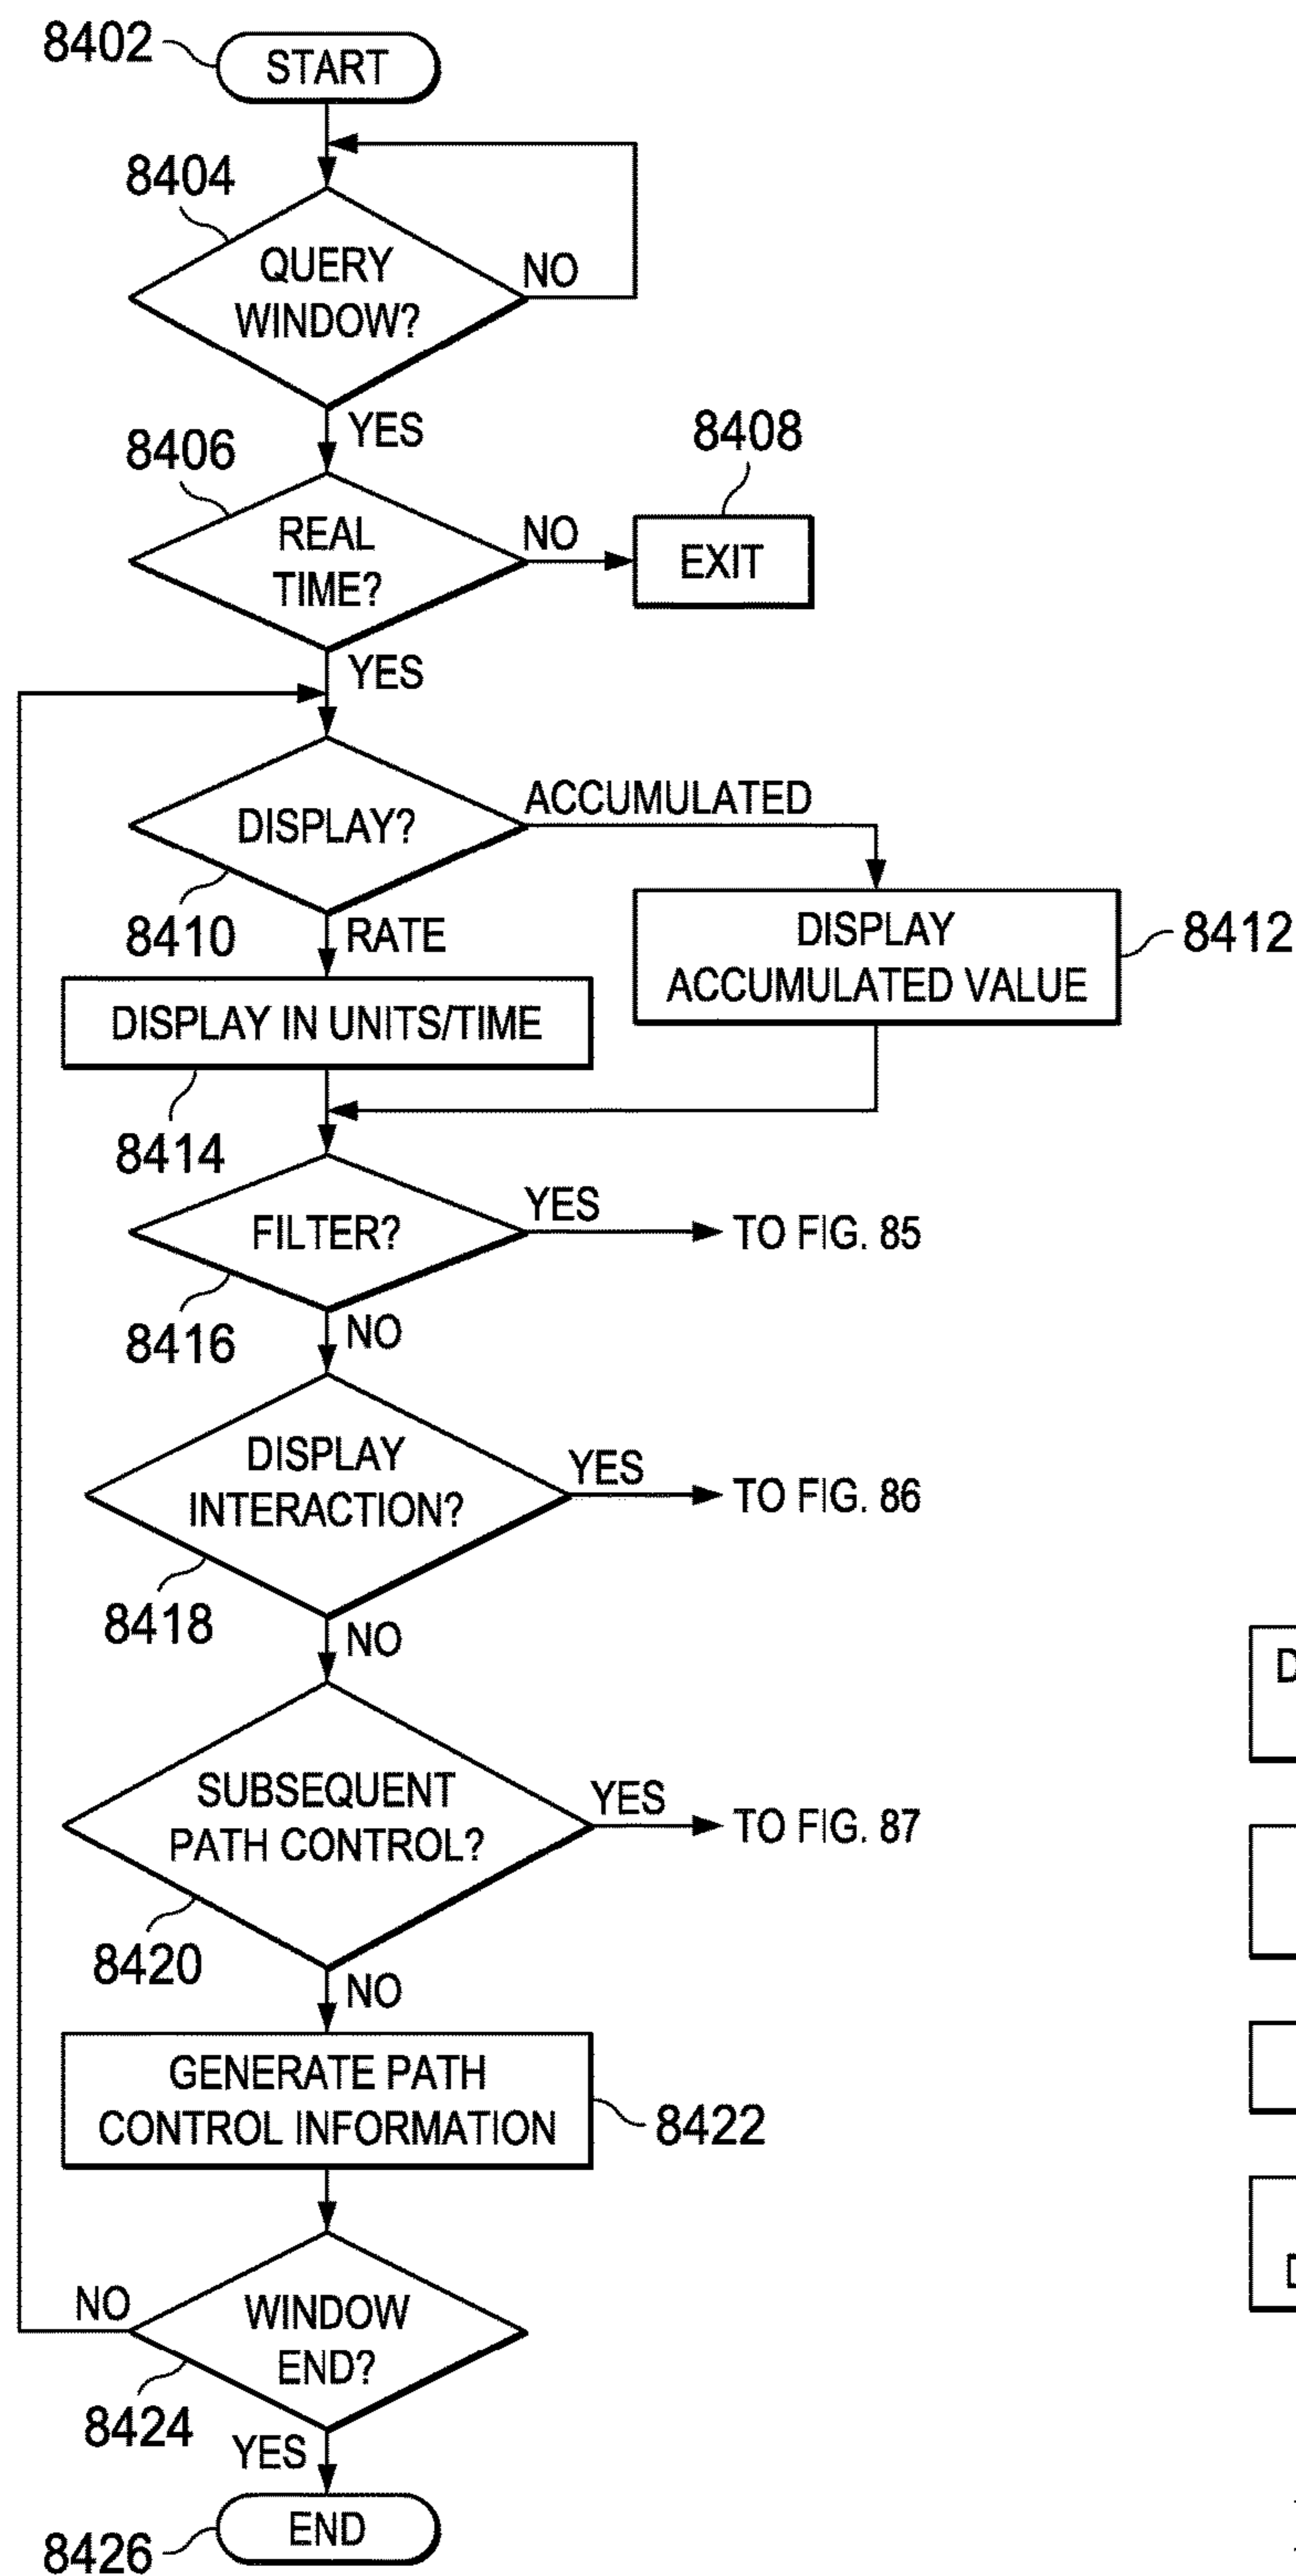 8402
START
8404
QUERY
WINDOW?
NO
YES
8406
REAL
TIME?
NO
8408
EXIT
YES
DISPLAY?
ACCUMULATED
8410
RATE
DISPLAY
ACCUMULATED VALUE
8412
DISPLAY IN UNITS/TIME
8414
FILTER?
YES
TO FIG. 85
8416
NO
DISPLAY
INTERACTION?
YES
TO FIG. 86
8418
NO
SUBSEQUENT
PATH CONTROL?
YES
TO FIG. 87
8420
NO
GENERATE PATH
CONTROL INFORMATION
8422
NO
WINDOW
END?
8424
YES
END
8426